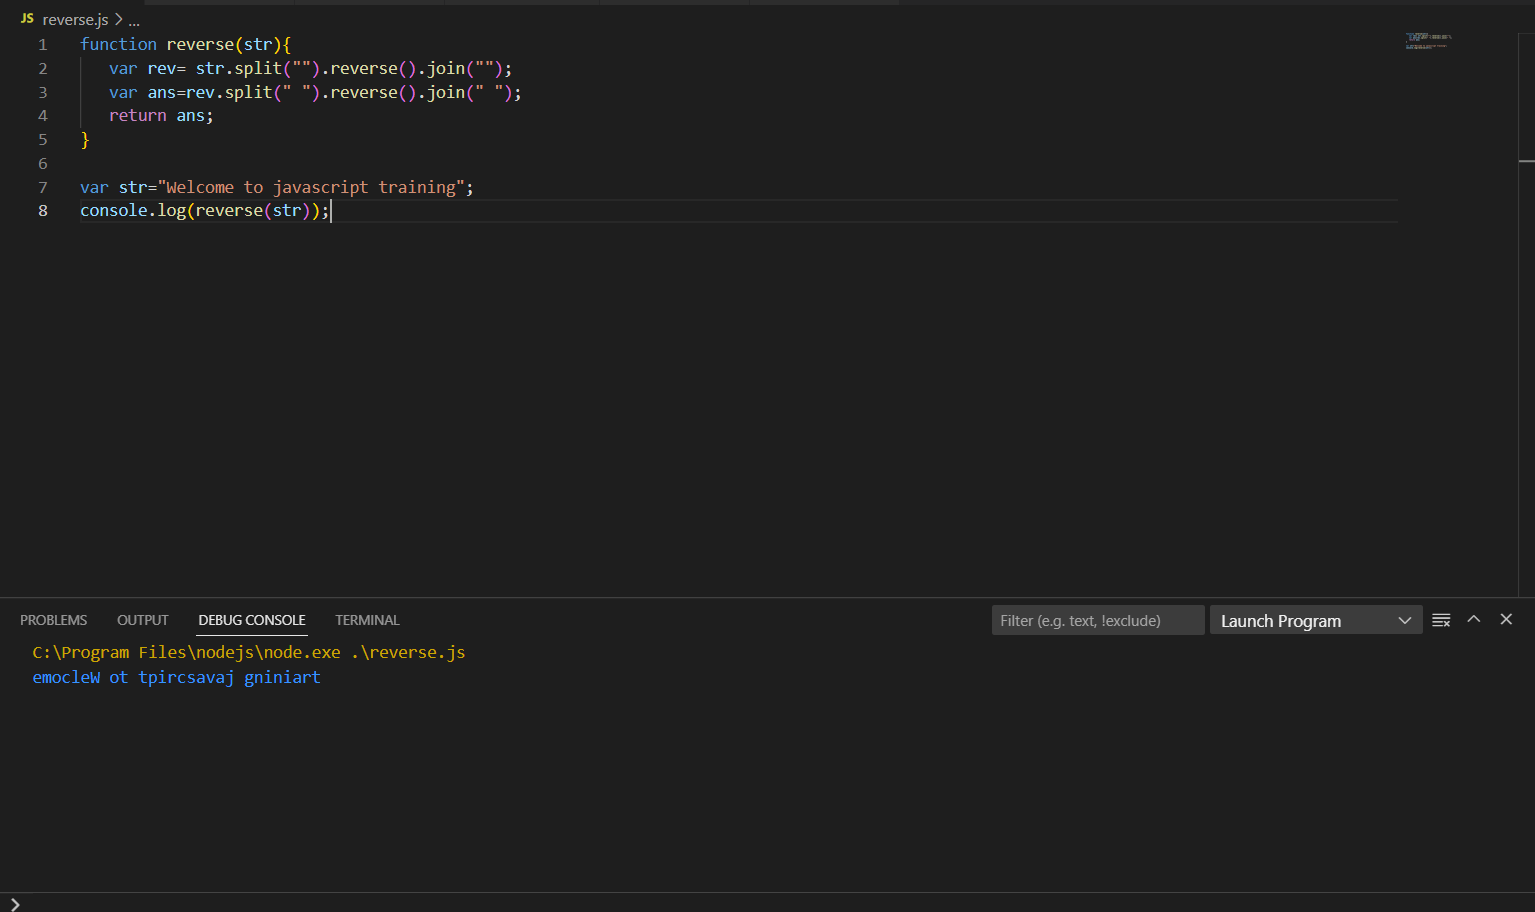 JS reverse.js > ...
1 function reverse(str){
2 var rev= str.split("").reverse().join("");
3 var ans=rev.split(" ").reverse().join(" ");
4 return ans;
5 }
6
7 var str="Welcome to javascript training";
8 console.log(reverse(str));
PROBLEMS OUTPUT DEBUG CONSOLE TERMINAL Filter (e.g. text, !exclude) Launch Program
C:\Program Files\nodejs\node.exe .\reverse.js
emocleW ot tpircsavaj gniniart
>